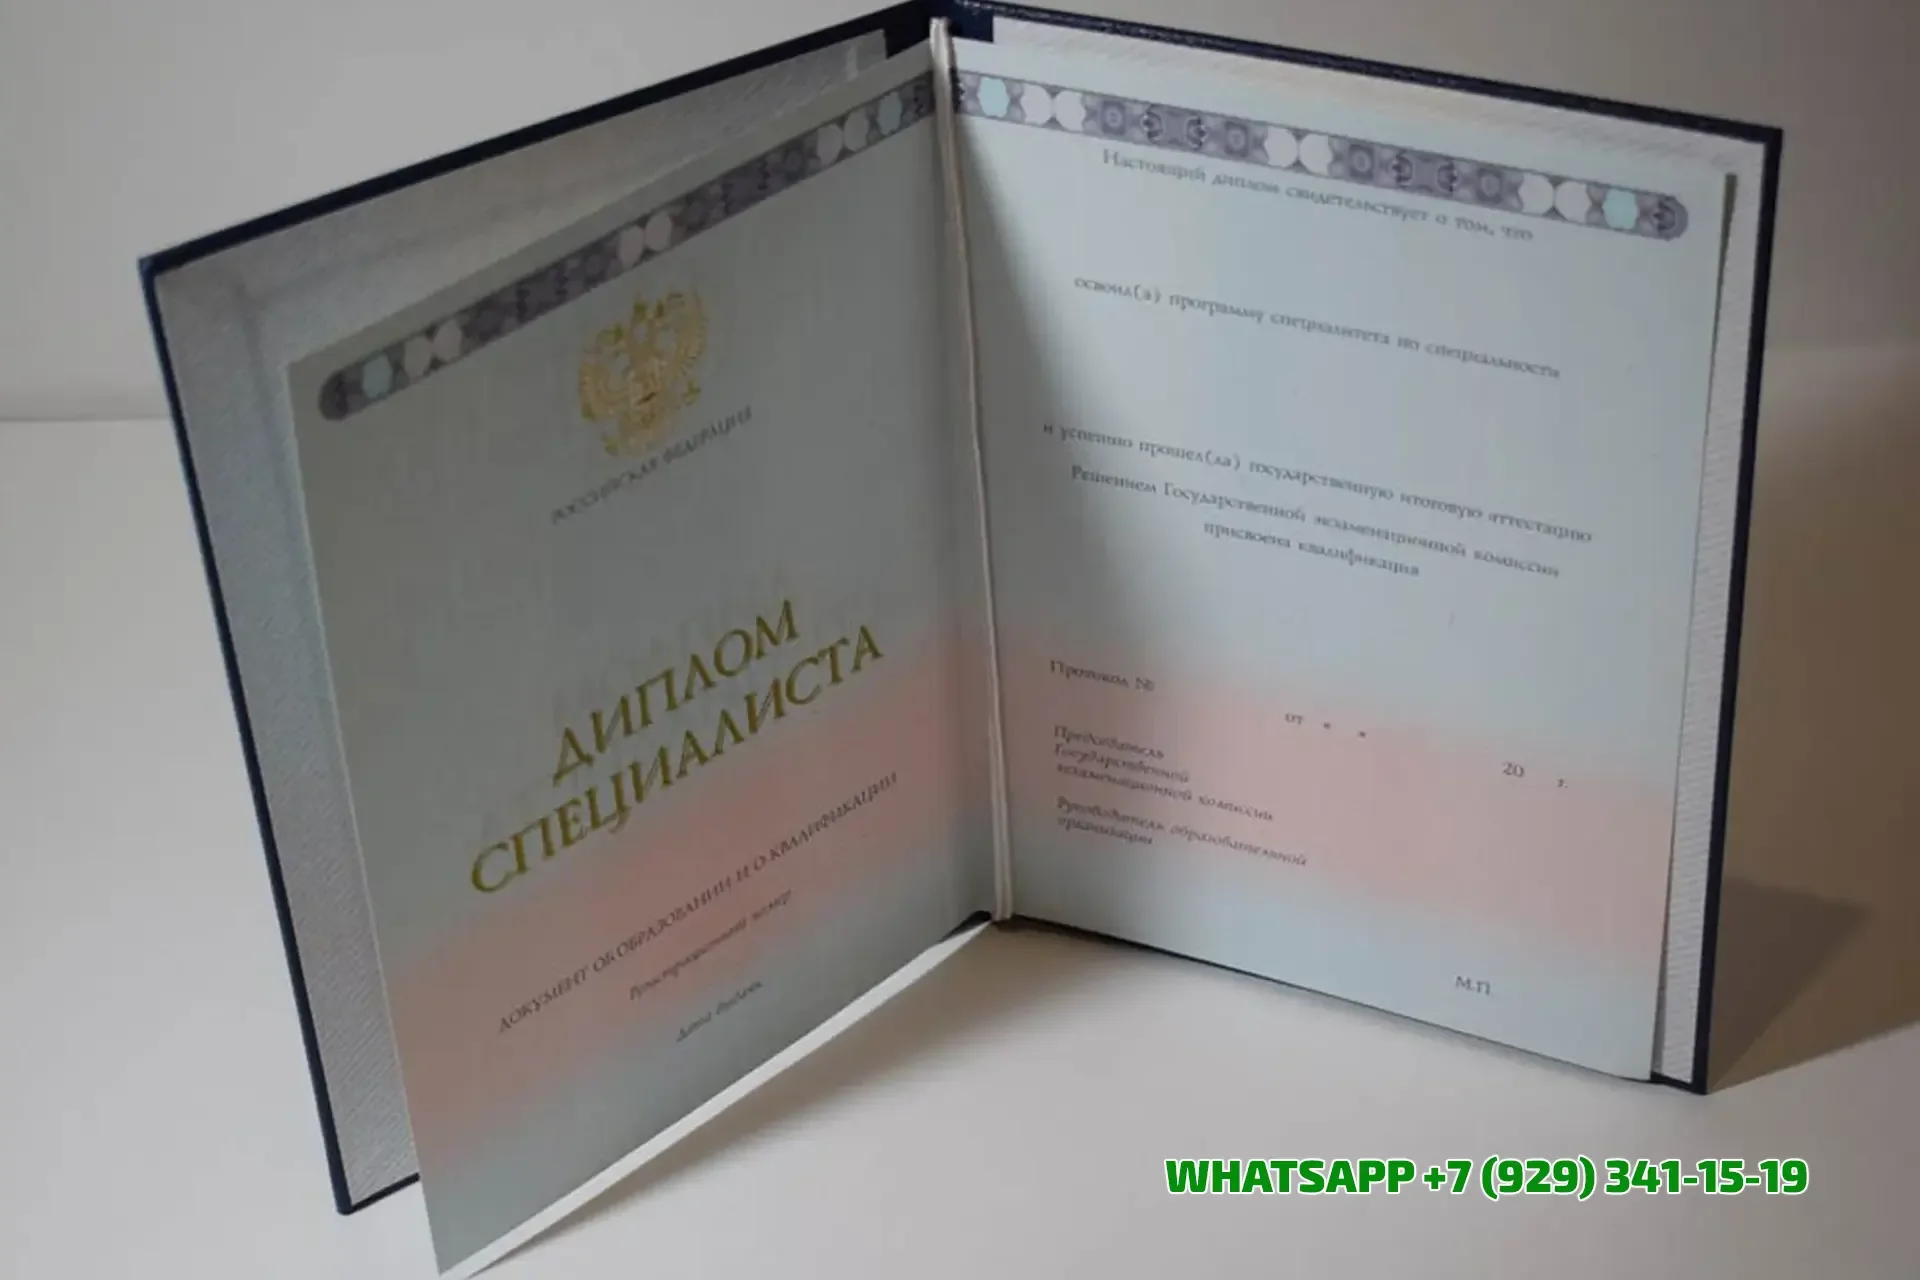 РОССИЙСКАЯ ФЕДЕРАЦИЯ
ДИПЛОМ
СПЕЦИАЛИСТА
ДОКУМЕНТ ОБ ОБРАЗОВАНИИ И О КВАЛИФИКАЦИИ
Регистрационный номер
Дата выдачи
Настоящий диплом свидетельствует о том, что
освоил(а) программу специалитета по специальности
и успешно прошел(ла) государственную итоговую аттестацию
Решением Государственной экзаменационной комиссии
присвоена квалификация
Протокол №
от « »
20 г.
Председатель
Государственной
экзаменационной комиссии
Руководитель образовательной
организации
М.П.
WHATSAPP +7 (929) 341-15-19